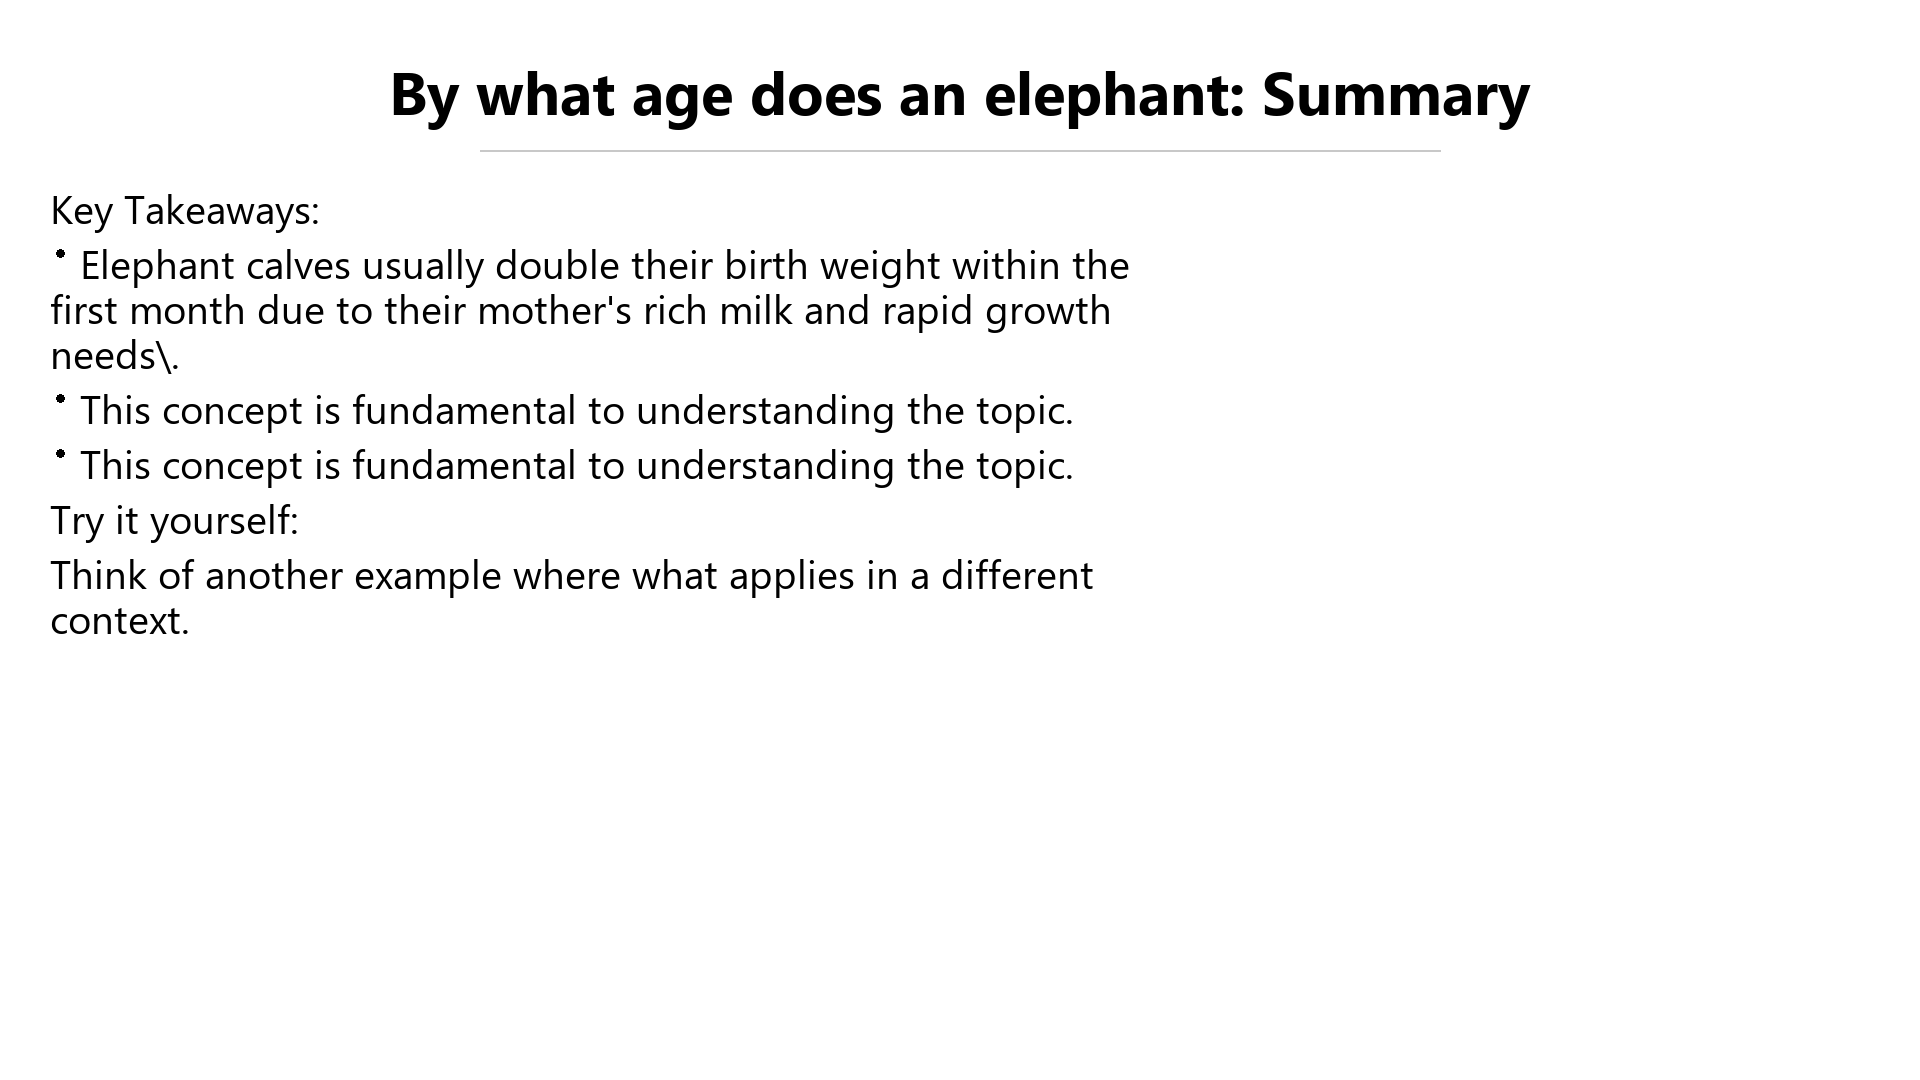 By what age does an elephant: Summary
Key Takeaways:
• Elephant calves usually double their birth weight within the
first month due to their mother's rich milk and rapid growth
needs\.
• This concept is fundamental to understanding the topic.
• This concept is fundamental to understanding the topic.
Try it yourself:
Think of another example where what applies in a different
context.